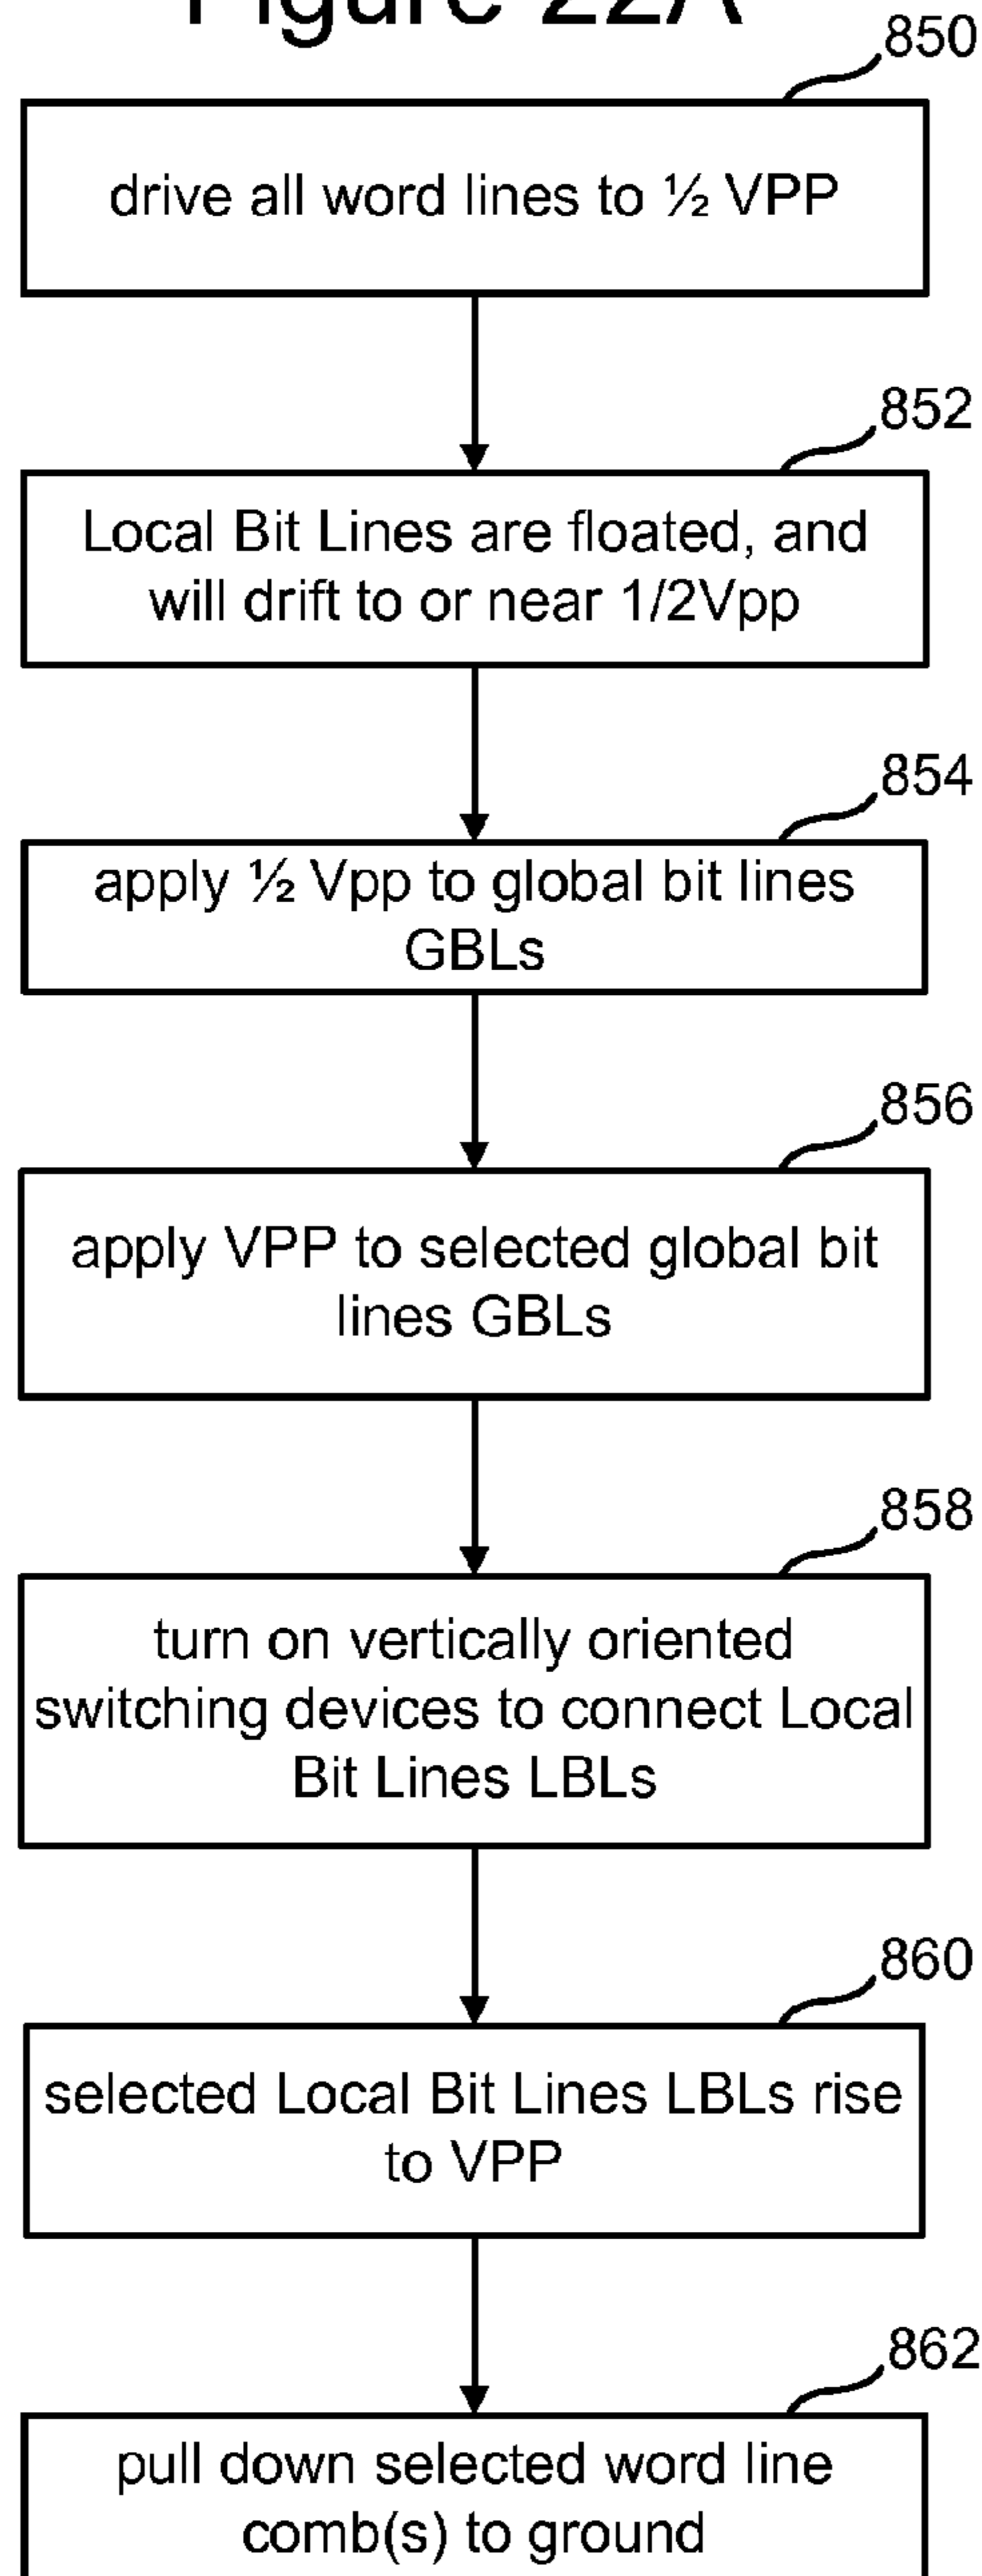 Figure 22A
850
drive all word lines to ½ VPP
852
Local Bit Lines are floated, and
will drift to or near 1/2Vpp
854
apply ½ Vpp to global bit lines
GBLs
856
apply VPP to selected global bit
lines GBLs
858
turn on vertically oriented
switching devices to connect Local
Bit Lines LBLs
860
selected Local Bit Lines LBLs rise
to VPP
862
pull down selected word line
comb(s) to ground